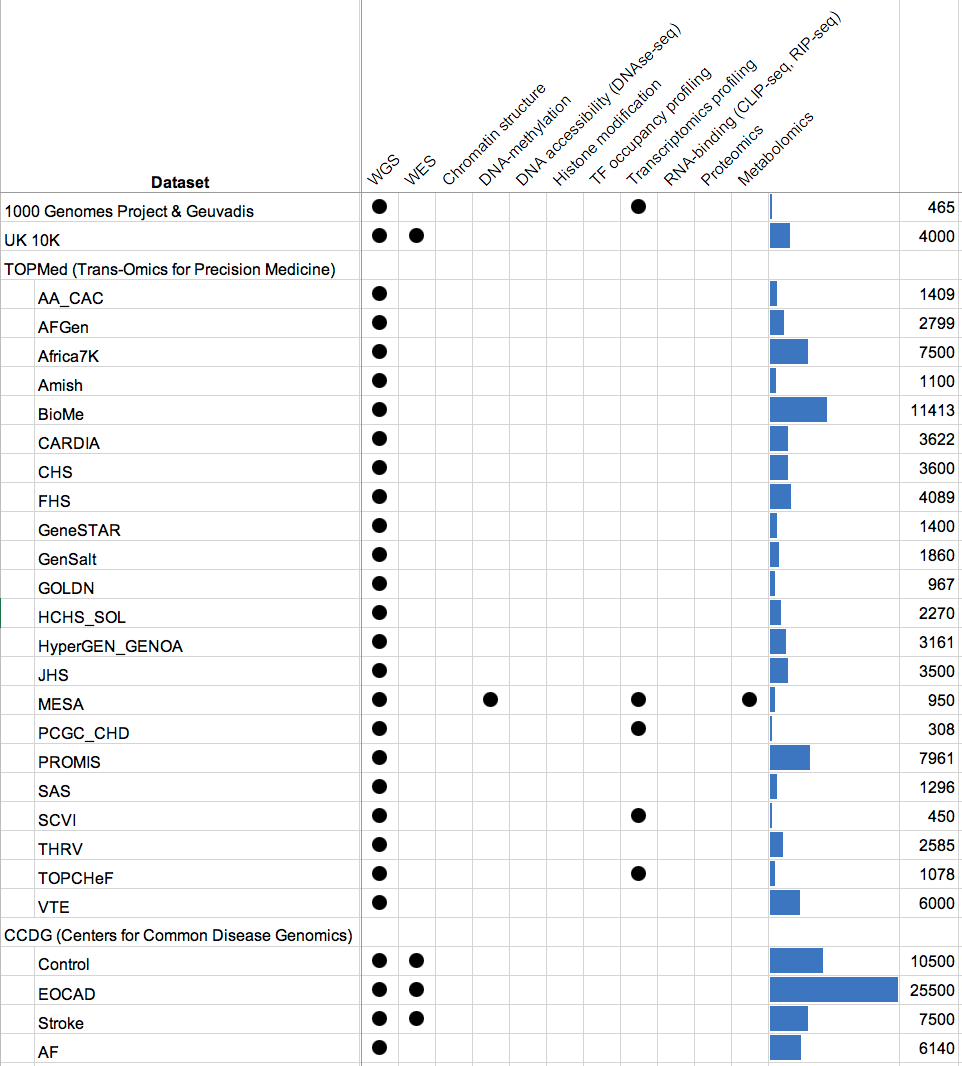 Dataset
WGS
WES
Chromatin structure
DNA-methylation
DNA accessibility (DNAse-seq)
Histone modification
TF occupancy profiling
Transcriptomics profiling
RNA-binding (CLIP-seq, RIP-seq)
Proteomics
Metabolomics
1000 Genomes Project & Geuvadis 465
UK 10K 4000
TOPMed (Trans-Omics for Precision Medicine)
AA_CAC 1409
AFGen 2799
Africa7K 7500
Amish 1100
BioMe 11413
CARDIA 3622
CHS 3600
FHS 4089
GeneSTAR 1400
GenSalt 1860
GOLDN 967
HCHS_SOL 2270
HyperGEN_GENOA 3161
JHS 3500
MESA 950
PCGC_CHD 308
PROMIS 7961
SAS 1296
SCVI 450
THRV 2585
TOPCHeF 1078
VTE 6000
CCDG (Centers for Common Disease Genomics)
Control 10500
EOCAD 25500
Stroke 7500
AF 6140